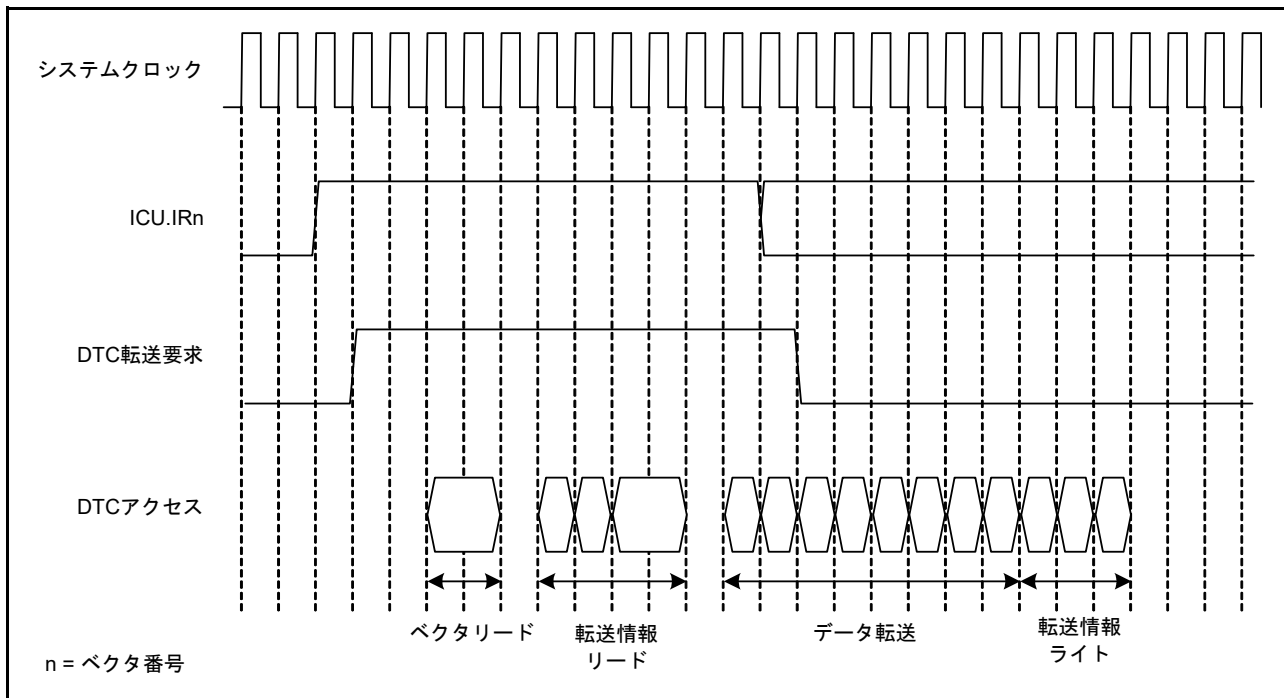 システムクロック
ICU.IRn
DTC転送要求
DTCアクセス
ベクタリード
転送情報
リード
データ転送
転送情報
ライト
n = ベクタ番号